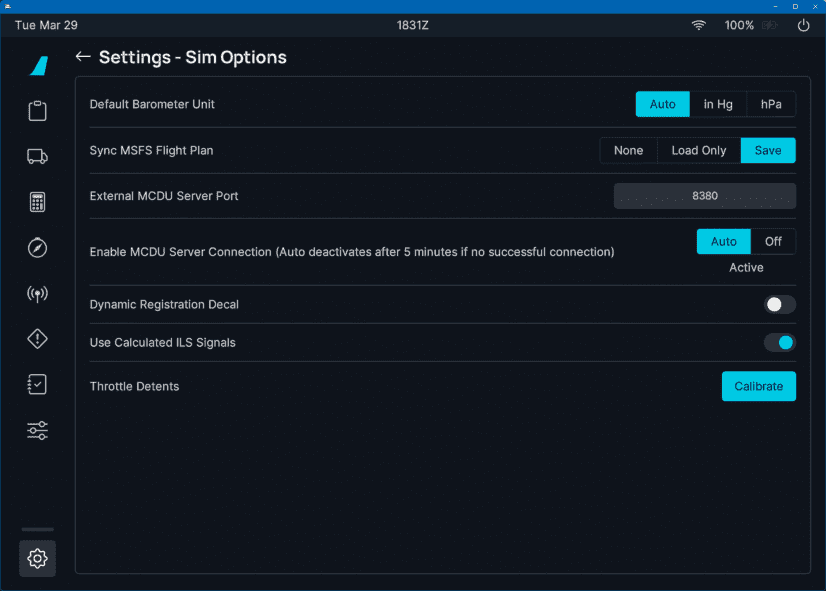 Tue Mar 29 1831Z 100%
Settings - Sim Options
Default Barometer Unit Auto in Hg hPa
Sync MSFS Flight Plan None Load Only Save
External MCDU Server Port 8380
Enable MCDU Server Connection (Auto deactivates after 5 minutes if no successful connection) Auto Off
Active
Dynamic Registration Decal
Use Calculated ILS Signals
Throttle Detents Calibrate